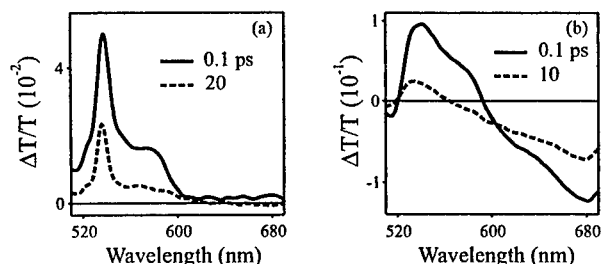 (a)
0.1 ps
20
4
0
ΔT/T (10⁻²)
520
600
680
Wavelength (nm)
(b)
0.1 ps
10
1
0
-1
ΔT/T (10⁻¹)
520
600
680
Wavelength (nm)